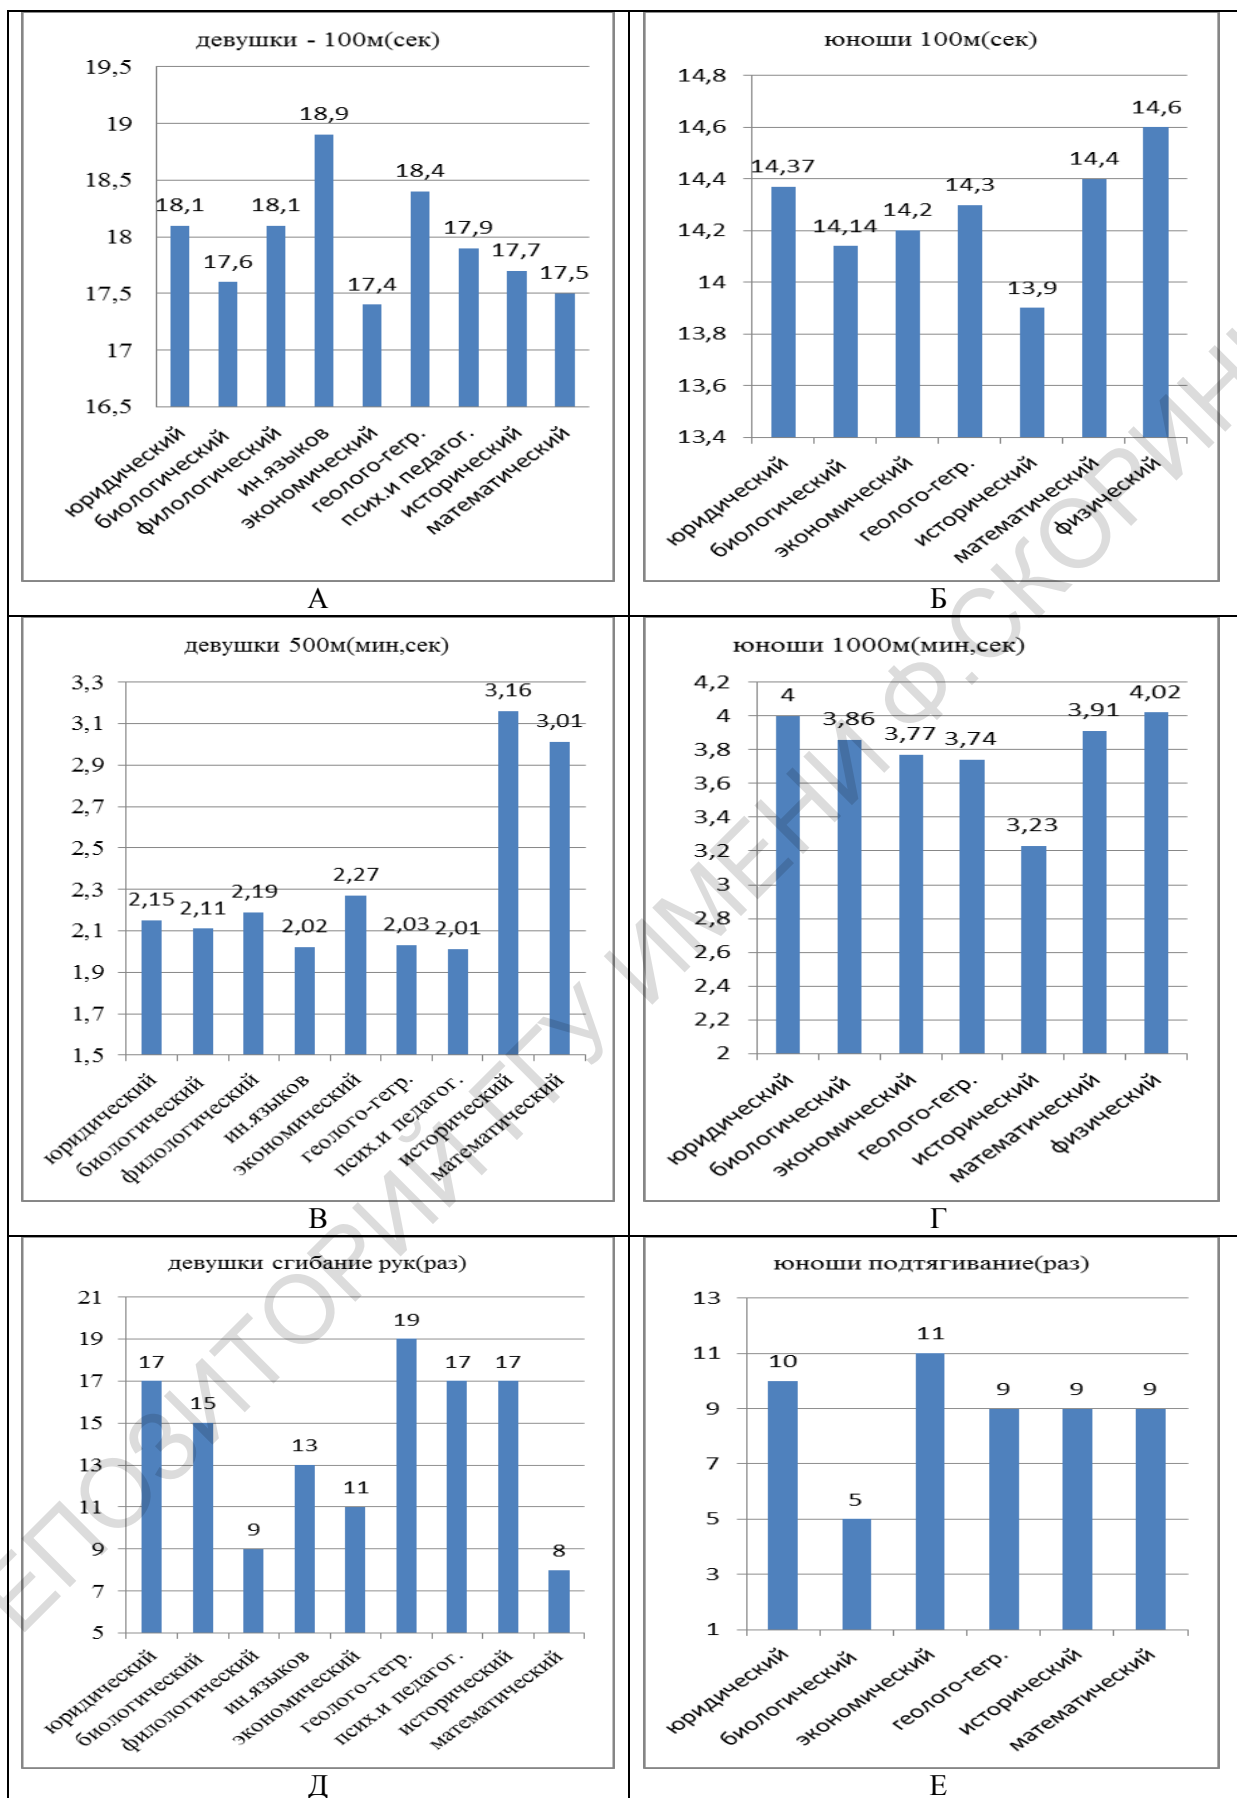 девушки - 100м(сек)
19,5
19
18,5
18
17,5
17
16,5
18,1
17,6
18,1
18,9
17,4
18,4
17,9
17,7
17,5
юридический
биологический
филологический
ин.языков
экономический
геолого-гегр.
псих.и педагог.
исторический
математический
А
юноши 100м(сек)
14,8
14,6
14,4
14,2
14
13,8
13,6
13,4
14,37
14,14
14,2
14,3
13,9
14,4
14,6
юридический
биологический
экономический
геолого-гегр.
исторический
математический
физический
Б
девушки 500м(мин,сек)
3,3
3,1
2,9
2,7
2,5
2,3
2,1
1,9
1,7
1,5
2,15
2,11
2,19
2,02
2,27
2,03
2,01
3,16
3,01
юридический
биологический
филологический
ин.языков
экономический
геолого-гегр.
псих.и педагог.
исторический
математический
В
юноши 1000м(мин,сек)
4,2
4
3,8
3,6
3,4
3,2
3
2,8
2,6
2,4
2,2
2
4
3,86
3,77
3,74
3,23
3,91
4,02
юридический
биологический
экономический
геолого-гегр.
исторический
математический
физический
Г
девушки сгибание рук(раз)
21
19
17
15
13
11
9
7
5
17
15
9
13
11
19
17
17
8
юридический
биологический
филологический
ин.языков
экономический
геолого-гегр.
псих.и педагог.
исторический
математический
Д
юноши подтягивание(раз)
13
11
9
7
5
3
1
10
5
11
9
9
9
юридический
биологический
экономический
геолого-гегр.
исторический
математический
Е
ЕПОЗИТОРИЙ ГГУ ИМЕНИ Ф.СКОРИН